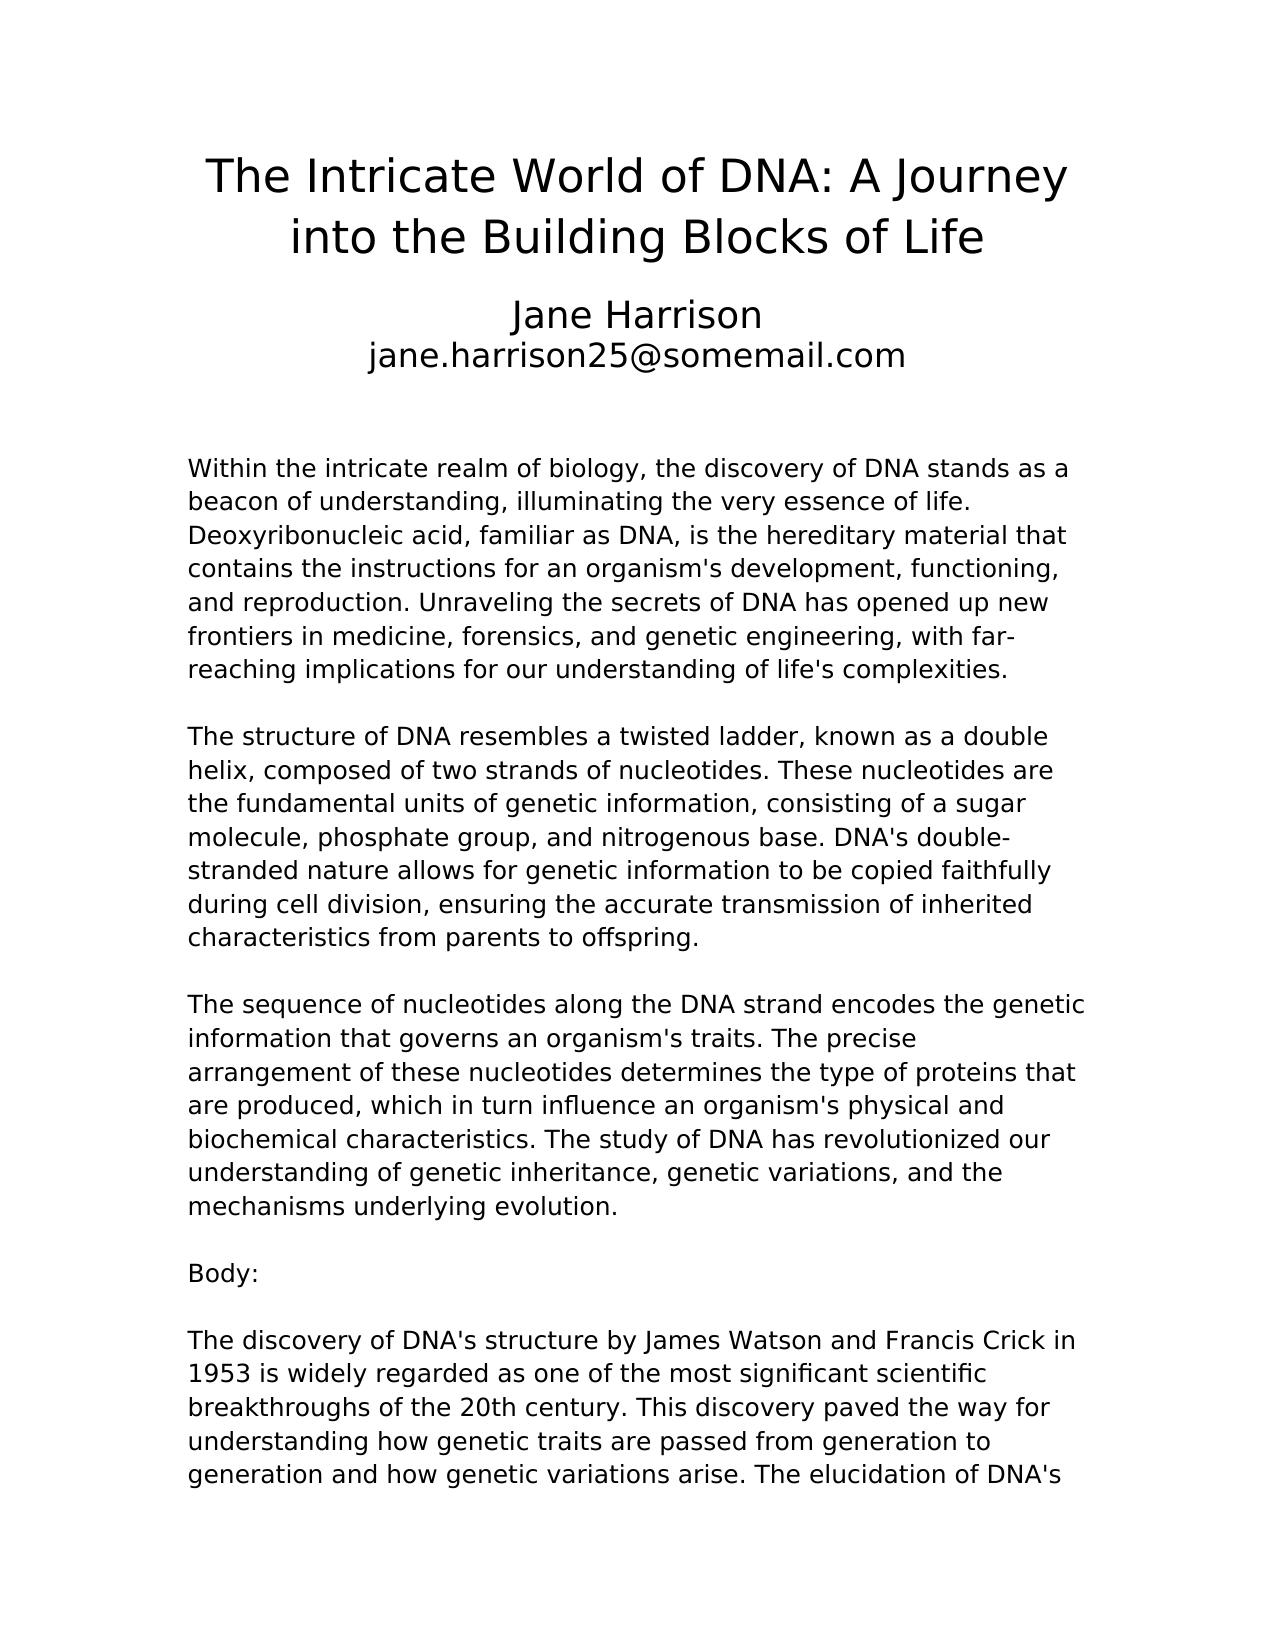 The Intricate World of DNA: A Journey
into the Building Blocks of Life
Jane Harrison
jane.harrison25@somemail.com
Within the intricate realm of biology, the discovery of DNA stands as a
beacon of understanding, illuminating the very essence of life.
Deoxyribonucleic acid, familiar as DNA, is the hereditary material that
contains the instructions for an organism's development, functioning,
and reproduction. Unraveling the secrets of DNA has opened up new
frontiers in medicine, forensics, and genetic engineering, with far-
reaching implications for our understanding of life's complexities.
The structure of DNA resembles a twisted ladder, known as a double
helix, composed of two strands of nucleotides. These nucleotides are
the fundamental units of genetic information, consisting of a sugar
molecule, phosphate group, and nitrogenous base. DNA's double-
stranded nature allows for genetic information to be copied faithfully
during cell division, ensuring the accurate transmission of inherited
characteristics from parents to offspring.
The sequence of nucleotides along the DNA strand encodes the genetic
information that governs an organism's traits. The precise
arrangement of these nucleotides determines the type of proteins that
are produced, which in turn influence an organism's physical and
biochemical characteristics. The study of DNA has revolutionized our
understanding of genetic inheritance, genetic variations, and the
mechanisms underlying evolution.
Body:
The discovery of DNA's structure by James Watson and Francis Crick in
1953 is widely regarded as one of the most significant scientific
breakthroughs of the 20th century. This discovery paved the way for
understanding how genetic traits are passed from generation to
generation and how genetic variations arise. The elucidation of DNA's